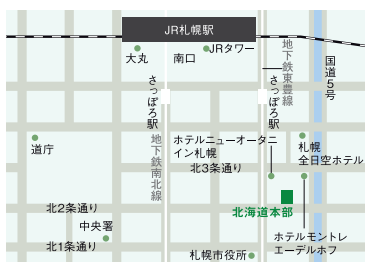 JR札幌駅
大丸
南口
JRタワー
地下鉄東豊線
国道5号
さっぽろ駅
さっぽろ駅
道庁
地下鉄南北線
ホテルニューオータニ
イン札幌
札幌
全日空ホテル
北3条通り
北2条通り
北海道本部
中央署
ホテルモントレ
エーデルホフ
北1条通り
札幌市役所